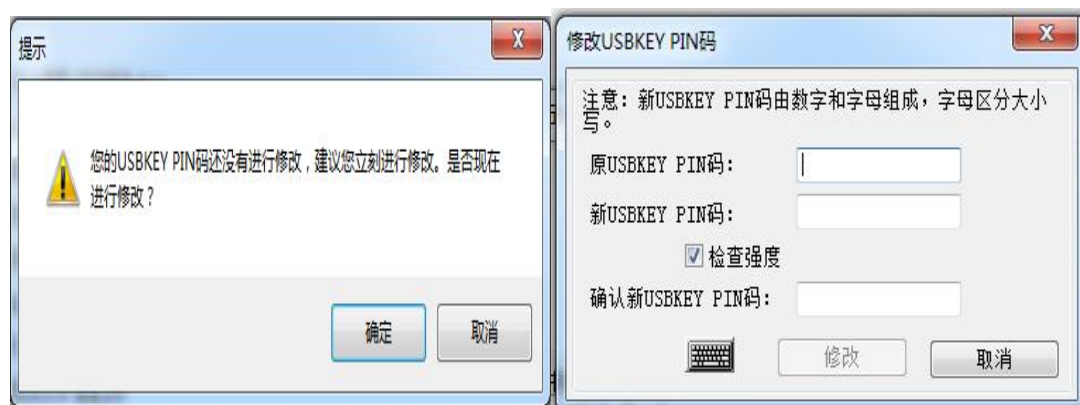 提示
您的USBKEY PIN码还没有进行修改，建议您立刻进行修改。是否现在
进行修改？
确定
取消
修改USBKEY PIN码
注意：新USBKEY PIN码由数字和字母组成，字母区分大小
写。
原USBKEY PIN码：
新USBKEY PIN码：
检查强度
确认新USBKEY PIN码：
修改
取消